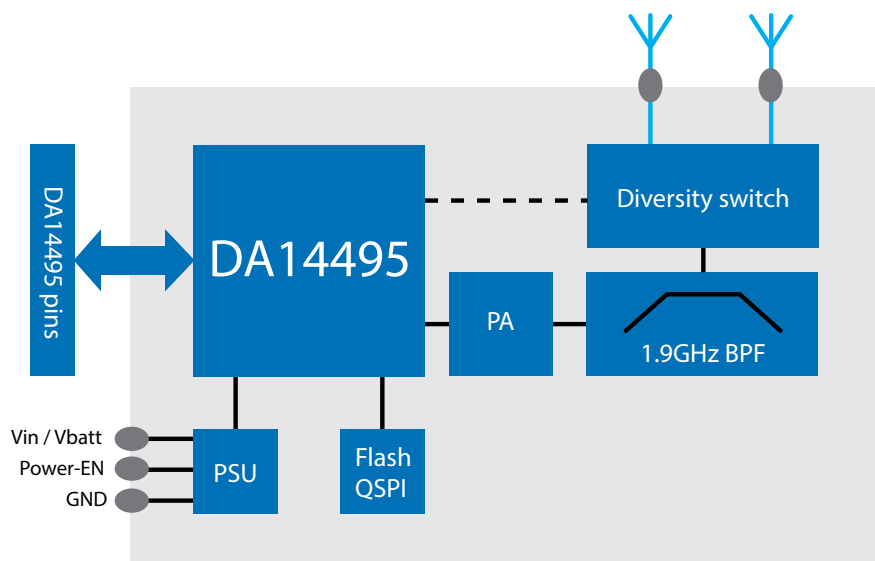 Diversity switch
DA14495 pins
DA14495
PA
1.9GHz BPF
Vin / Vbatt
Power-EN
GND
PSU
Flash
QSPI